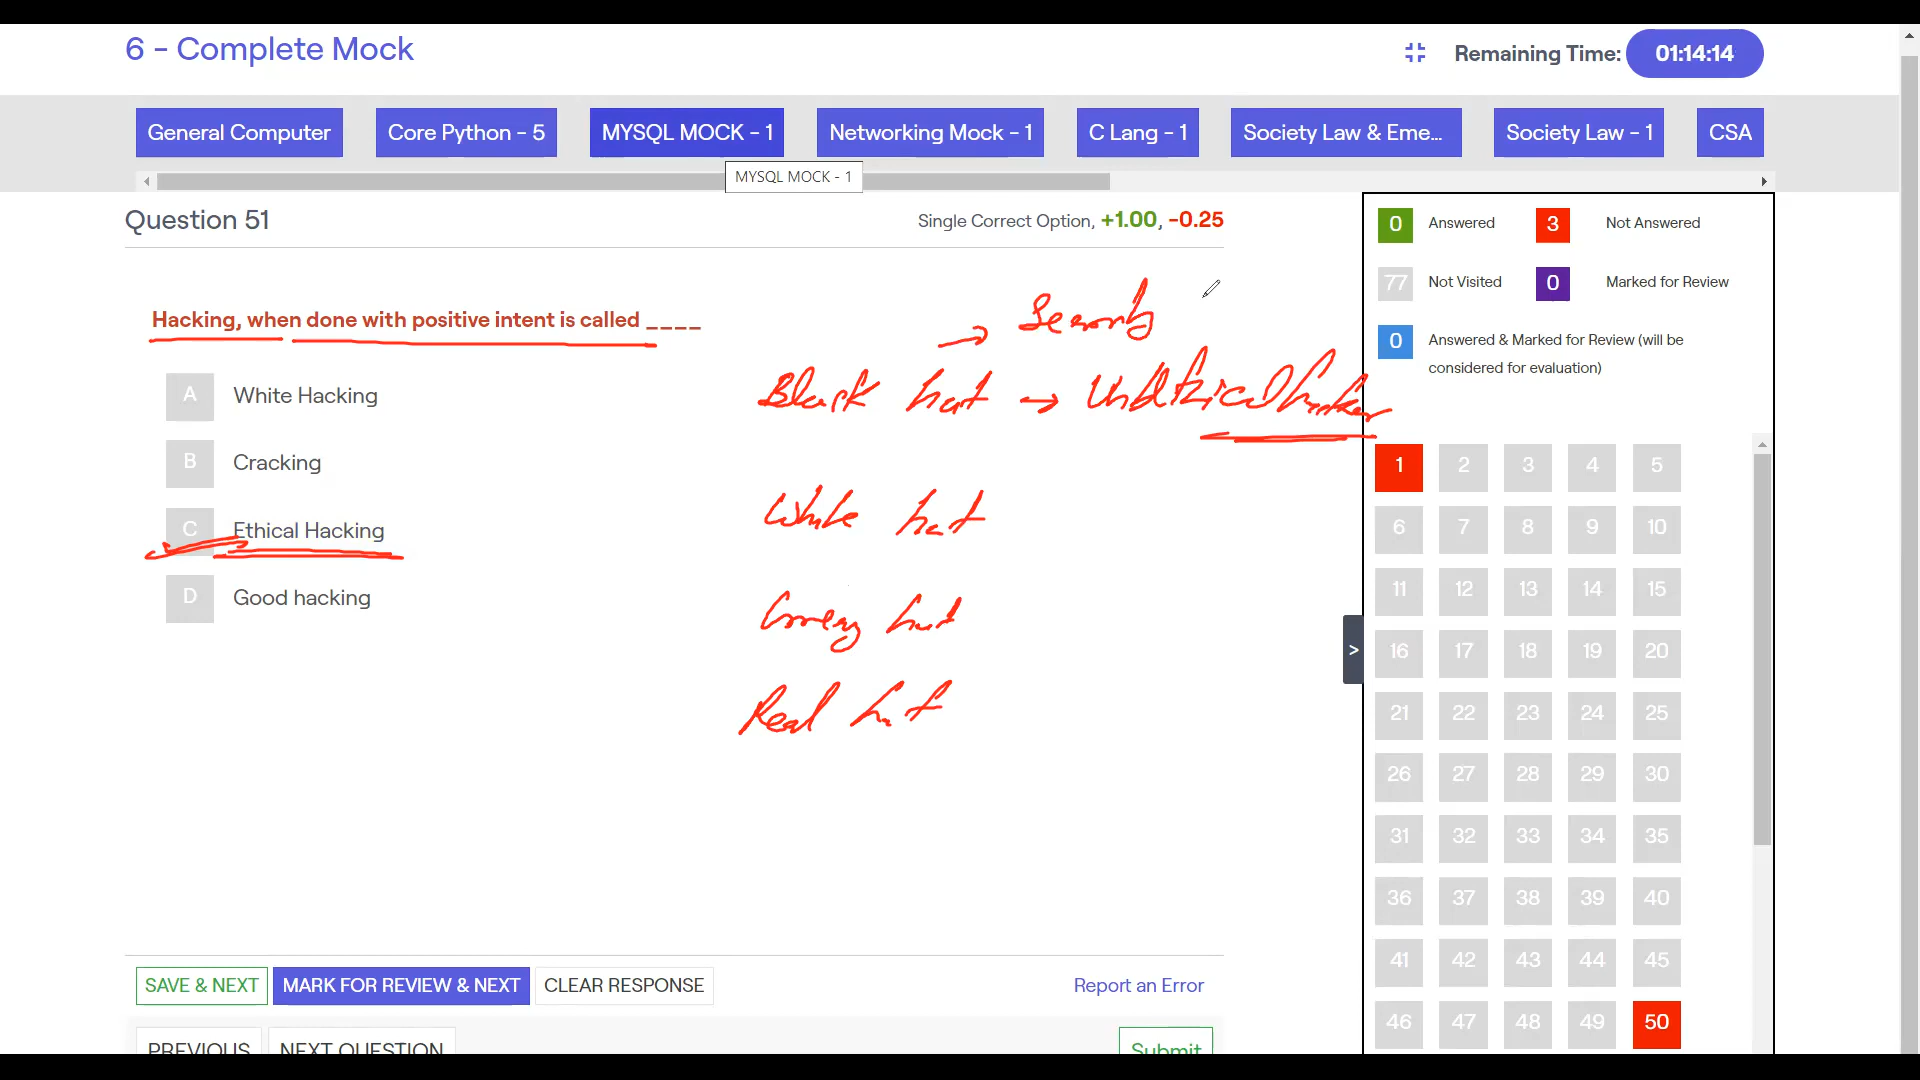 6 - Complete Mock
Remaining Time: 01:14:14
General Computer
Core Python - 5
MYSQL MOCK - 1
Networking Mock - 1
C Lang - 1
Society Law & Eme...
Society Law - 1
CSA
MYSQL MOCK - 1
Question 51
Single Correct Option, +1.00, -0.25
Hacking, when done with positive intent is called ____
A White Hacking
B Cracking
C Ethical Hacking
D Good hacking
→ Security
Black hat →
White hat
Grey hat
Read hat
0 Answered
3 Not Answered
77 Not Visited
0 Marked for Review
0 Answered & Marked for Review (will be
considered for evaluation)
1 2 3 4 5
6 7 8 9 10
11 12 13 14 15
16 17 18 19 20
21 22 23 24 25
26 27 28 29 30
31 32 33 34 35
36 37 38 39 40
41 42 43 44 45
46 47 48 49 50
>
SAVE & NEXT
MARK FOR REVIEW & NEXT
CLEAR RESPONSE
Report an Error
PREVIOUS
NEXT QUESTION
Submit